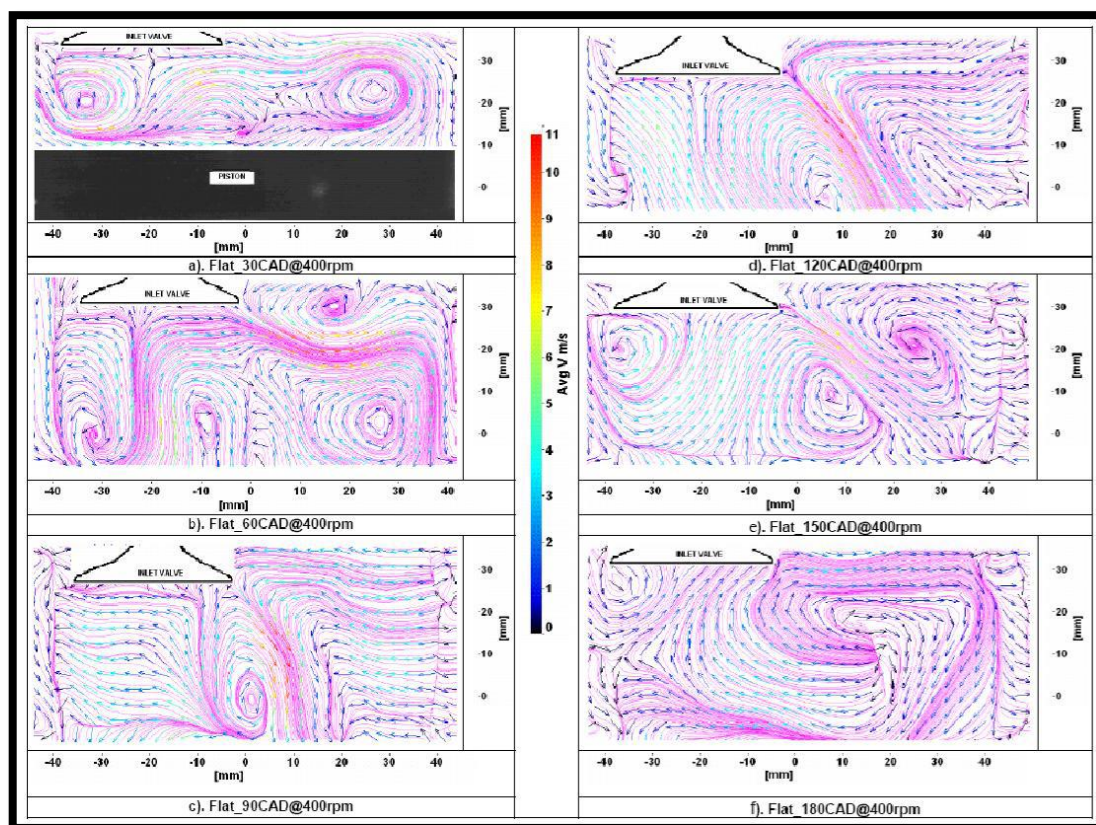 INLET VALVE
30
20
10
0
[mm]
PISTON
-40 -30 -20 -10 0 10 20 30 40
[mm]
a). Flat_30CAD@400rpm
INLET VALVE
30
20
10
0
[mm]
-40 -30 -20 -10 0 10 20 30 40
[mm]
b). Flat_60CAD@400rpm
INLET VALVE
30
20
10
0
[mm]
-40 -30 -20 -10 0 10 20 30 40
[mm]
c). Flat_90CAD@400rpm
11
10
9
8
7
6
5
4
3
2
1
0
Avg V m/s
INLET VALVE
30
20
10
0
[mm]
-40 -30 -20 -10 0 10 20 30 40
[mm]
d). Flat_120CAD@400rpm
INLET VALVE
30
20
10
0
[mm]
-40 -30 -20 -10 0 10 20 30 40
[mm]
e). Flat_150CAD@400rpm
INLET VALVE
30
20
10
0
[mm]
-40 -30 -20 -10 0 10 20 30 40
[mm]
f). Flat_180CAD@400rpm